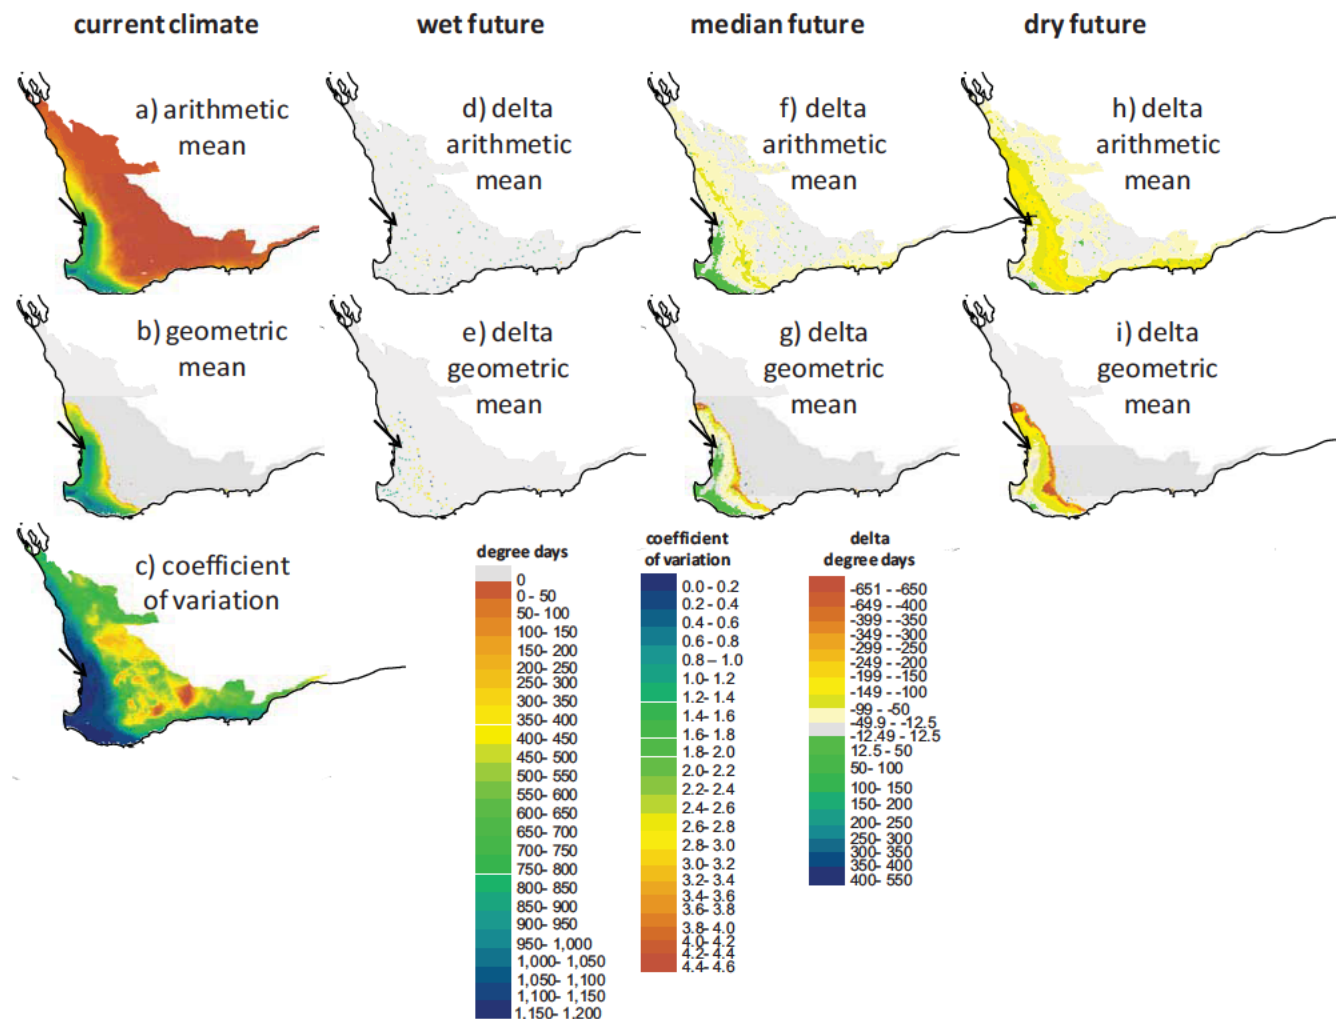 current climate
wet future
median future
dry future
a) arithmetic
mean
d) delta
arithmetic
mean
f) delta
arithmetic
mean
h) delta
arithmetic
mean
b) geometric
mean
e) delta
geometric
mean
g) delta
geometric
mean
i) delta
geometric
mean
c) coefficient
of variation
degree days
0
0- 50
50- 100
100- 150
150- 200
200- 250
250- 300
300- 350
350- 400
400- 450
450- 500
500- 550
550- 600
600- 650
650- 700
700- 750
750- 800
800- 850
850- 900
900- 950
950- 1,000
1,000- 1,050
1,050- 1,100
1,100- 1,150
1,150- 1,200
coefficient
of variation
0.0 - 0.2
0.2- 0.4
0.4- 0.6
0.6- 0.8
0.8 – 1.0
1.0- 1.2
1.2- 1.4
1.4- 1.6
1.6- 1.8
1.8- 2.0
2.0- 2.2
2.2- 2.4
2.4- 2.6
2.6- 2.8
2.8- 3.0
3.0- 3.2
3.2- 3.4
3.4- 3.6
3.6- 3.8
3.8- 4.0
4.0- 4.2
4.2- 4.4
4.4- 4.6
delta
degree days
-651 - -650
-649 - -400
-399 - -350
-349 - -300
-299 - -250
-249 - -200
-199 - -150
-149 - -100
-99 - -50
-49.9 - -12.5
-12.49 - -12.5
12.5 - 50
50- 100
100- 150
150- 200
200- 250
250- 300
300- 350
350- 400
400- 550